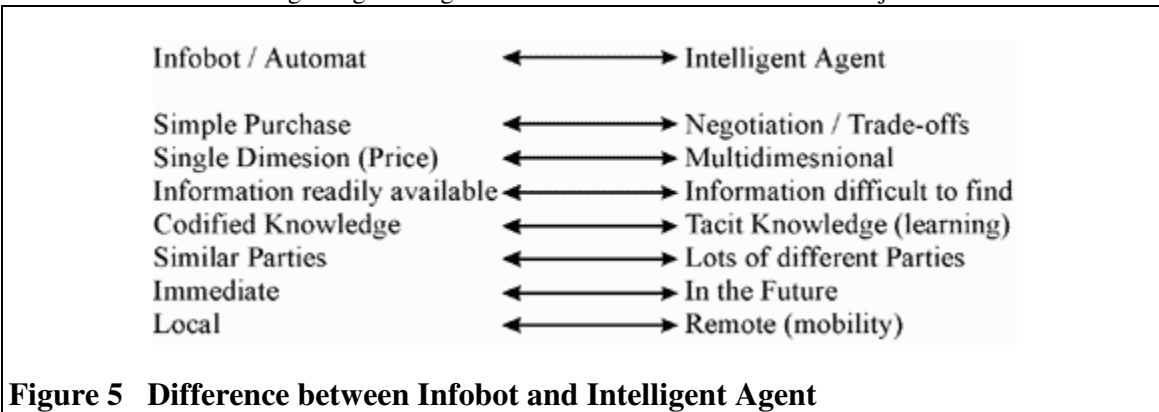 Infobot / Automat Intelligent Agent
Simple Purchase Negotiation / Trade-offs
Single Dimesion (Price) Multidimesnional
Information readily available Information difficult to find
Codified Knowledge Tacit Knowledge (learning)
Similar Parties Lots of different Parties
Immediate In the Future
Local Remote (mobility)
Figure 5 Difference between Infobot and Intelligent Agent